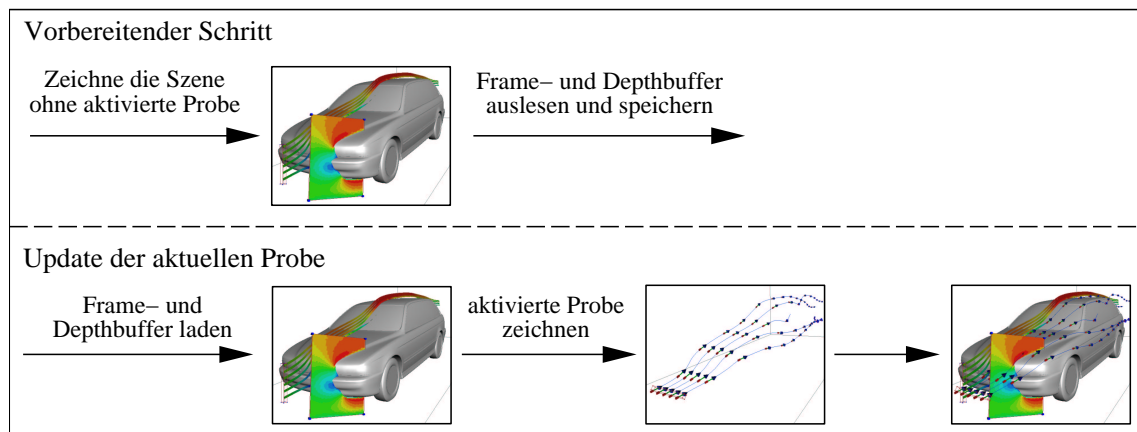 Vorbereitender Schritt
Zeichne die Szene
ohne aktivierte Probe
Frame– und Depthbuffer
auslesen und speichern
Update der aktuellen Probe
Frame– und
Depthbuffer laden
aktivierte Probe
zeichnen